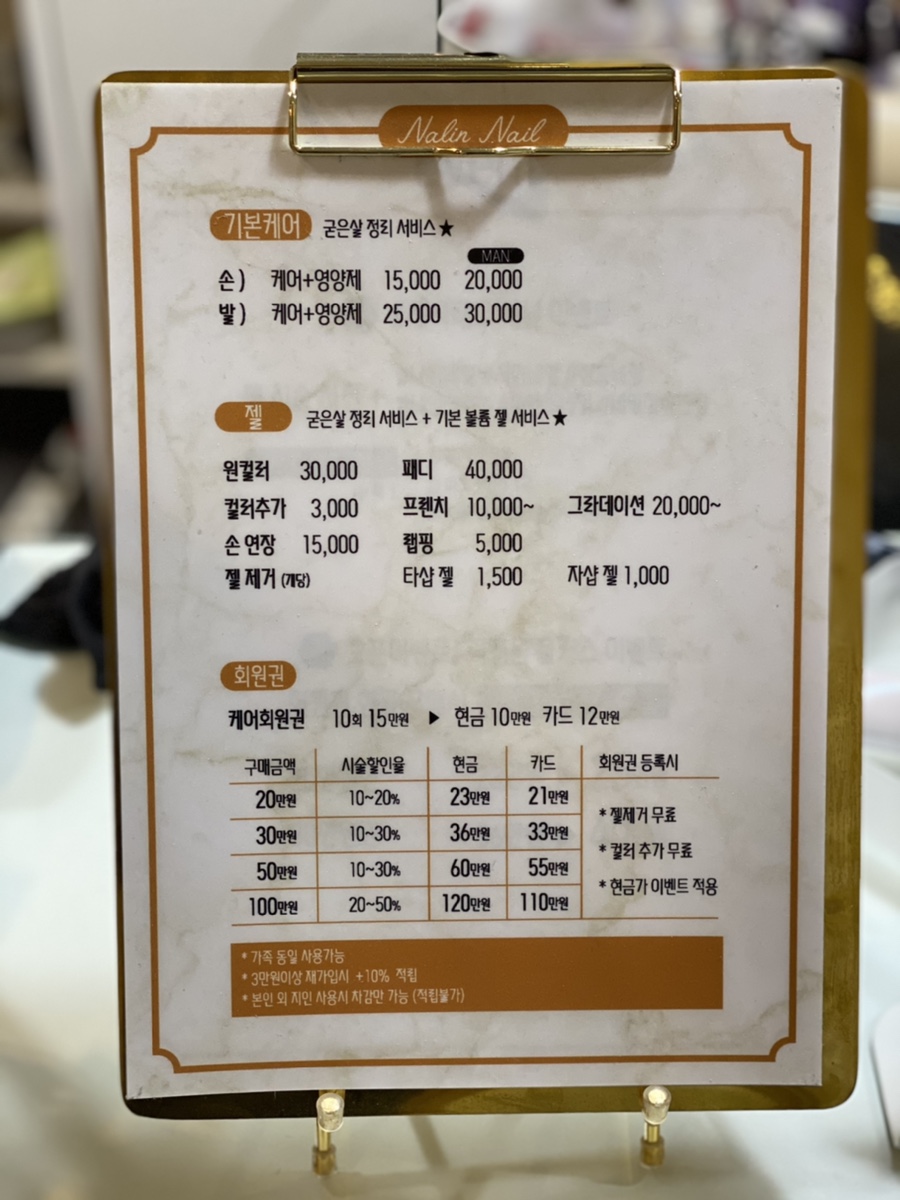 Nalin Nail
기본케어 굳은살 정리 서비스★
MAN
손) 케어+영양제 15,000 20,000
발) 케어+영양제 25,000 30,000
젤 굳은살 정리 서비스 + 기본 볼륨 젤 서비스★
원컬러 30,000 패디 40,000
컬러추가 3,000 프렌치 10,000~ 그라데이션 20,000~
손 연장 15,000 랩핑 5,000
젤 제거 (개당) 타샵 젤 1,500 자샵 젤 1,000
회원권
케어회원권 10회 15만원 ▶ 현금 10만원 카드 12만원
구매금액 시술할인율 현금 카드 회원권 등록시
20만원 10~20% 23만원 21만원
* 젤제거 무료
30만원 10~30% 36만원 33만원
* 컬러 추가 무료
50만원 10~30% 60만원 55만원
* 현금가 이벤트 적용
100만원 20~50% 120만원 110만원
* 가족 동일 사용가능
* 3만원이상 재가입시 +10% 적립
* 본인 외 지인 사용시 차감만 가능 (적립불가)